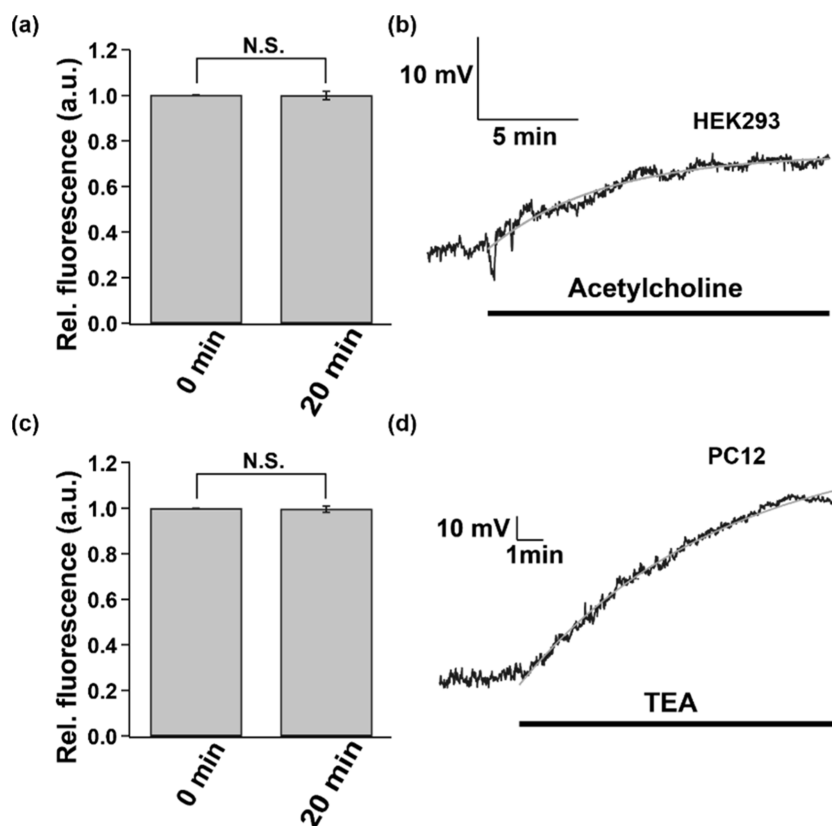 (a)
Rel. fluorescence (a.u.)
1.2
1.0
0.8
0.6
0.4
0.2
0.0
N.S.
0 min
20 min
(b)
10 mV
5 min
HEK293
Acetylcholine
(c)
Rel. fluorescence (a.u.)
1.2
1.0
0.8
0.6
0.4
0.2
0.0
N.S.
0 min
20 min
(d)
PC12
10 mV
1min
TEA